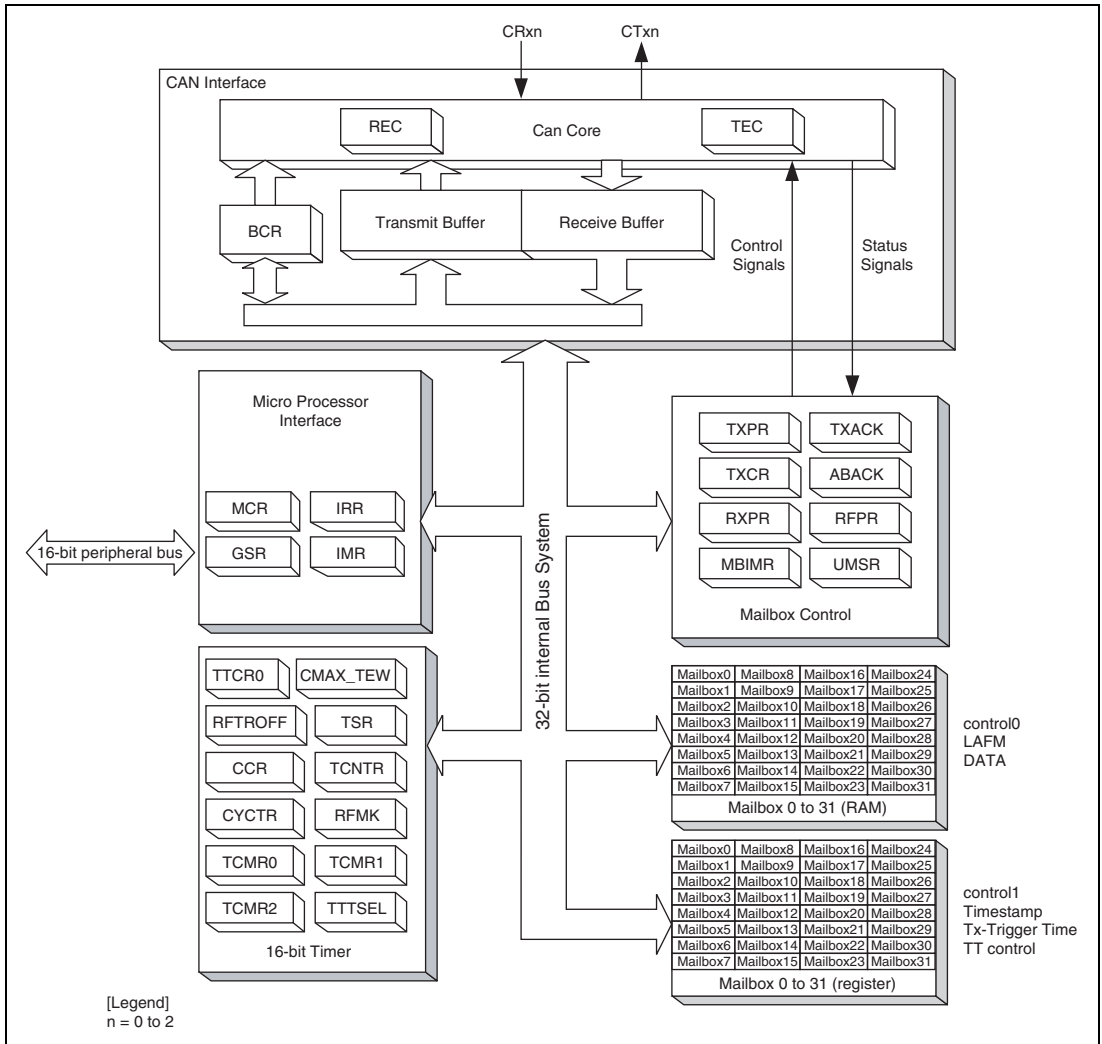 CRxn CTxn
CAN Interface
REC Can Core TEC
BCR Transmit Buffer Receive Buffer
Control Signals
Status Signals
Micro Processor
Interface
MCR IRR
GSR IMR
16-bit peripheral bus
32-bit internal Bus System
TXPR TXACK
TXCR ABACK
RXPR RFPR
MBIMR UMSR
Mailbox Control
TTCR0 CMAX_TEW
RFTROFF TSR
CCR TCNTR
CYCTR RFMK
TCMR0 TCMR1
TCMR2 TTTSEL
16-bit Timer
Mailbox0 Mailbox8 Mailbox16 Mailbox24
Mailbox1 Mailbox9 Mailbox17 Mailbox25
Mailbox2 Mailbox10 Mailbox18 Mailbox26
Mailbox3 Mailbox11 Mailbox19 Mailbox27
Mailbox4 Mailbox12 Mailbox20 Mailbox28
Mailbox5 Mailbox13 Mailbox21 Mailbox29
Mailbox6 Mailbox14 Mailbox22 Mailbox30
Mailbox7 Mailbox15 Mailbox23 Mailbox31
Mailbox 0 to 31 (RAM)
control0
LAFM
DATA
Mailbox0 Mailbox8 Mailbox16 Mailbox24
Mailbox1 Mailbox9 Mailbox17 Mailbox25
Mailbox2 Mailbox10 Mailbox18 Mailbox26
Mailbox3 Mailbox11 Mailbox19 Mailbox27
Mailbox4 Mailbox12 Mailbox20 Mailbox28
Mailbox5 Mailbox13 Mailbox21 Mailbox29
Mailbox6 Mailbox14 Mailbox22 Mailbox30
Mailbox7 Mailbox15 Mailbox23 Mailbox31
Mailbox 0 to 31 (register)
control1
Timestamp
Tx-Trigger Time
TT control
[Legend]
n = 0 to 2